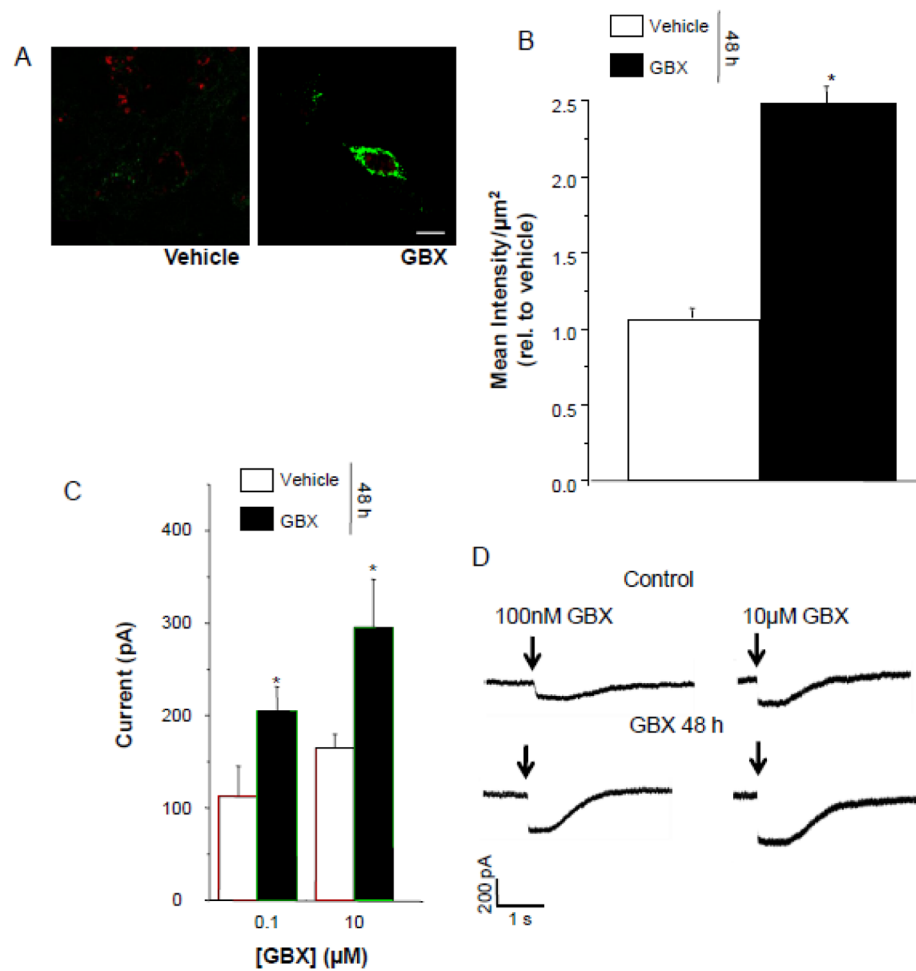 A
Vehicle
GBX
B
Vehicle
GBX
48 h
2.5
2.0
1.5
1.0
0.5
0.0
Mean Intensity/µm²
(rel. to vehicle)
*
C
Vehicle
GBX
48 h
400
300
200
100
0
Current (pA)
*
*
0.1
10
[GBX] (µM)
D
Control
100nM GBX
10µM GBX
GBX 48 h
200 pA
1 s